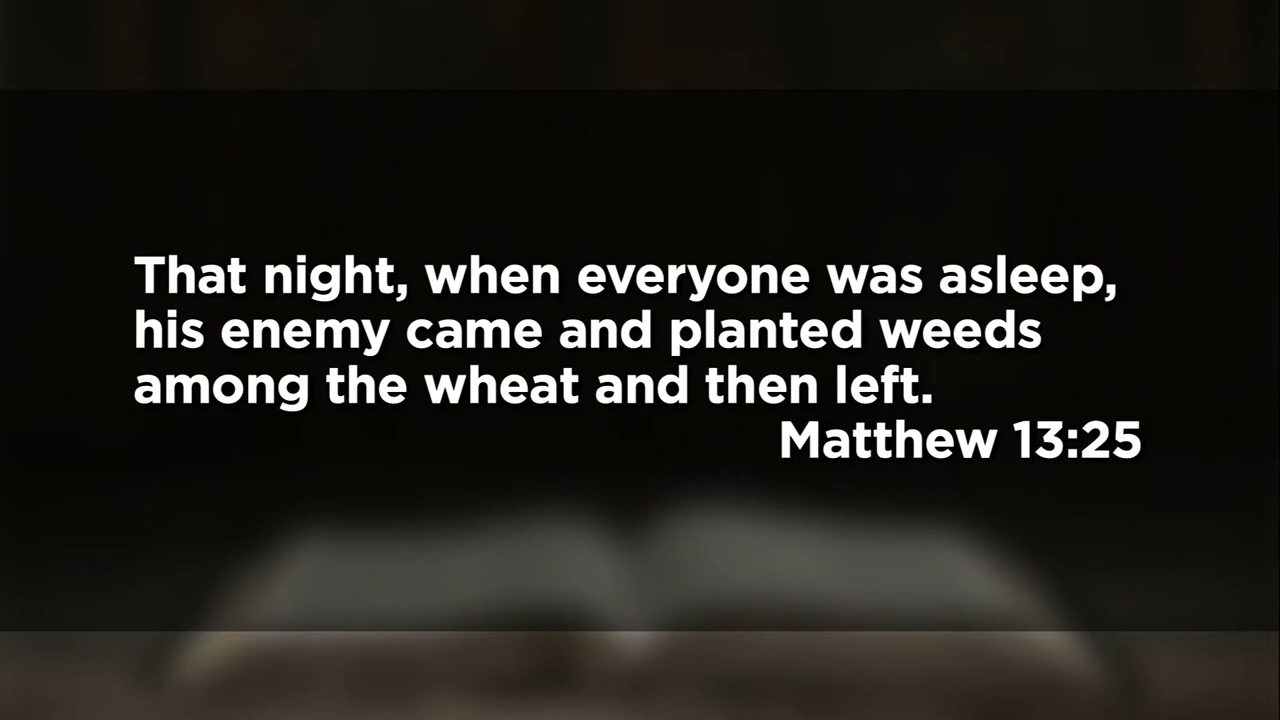 That night, when everyone was asleep,
his enemy came and planted weeds
among the wheat and then left.
Matthew 13:25